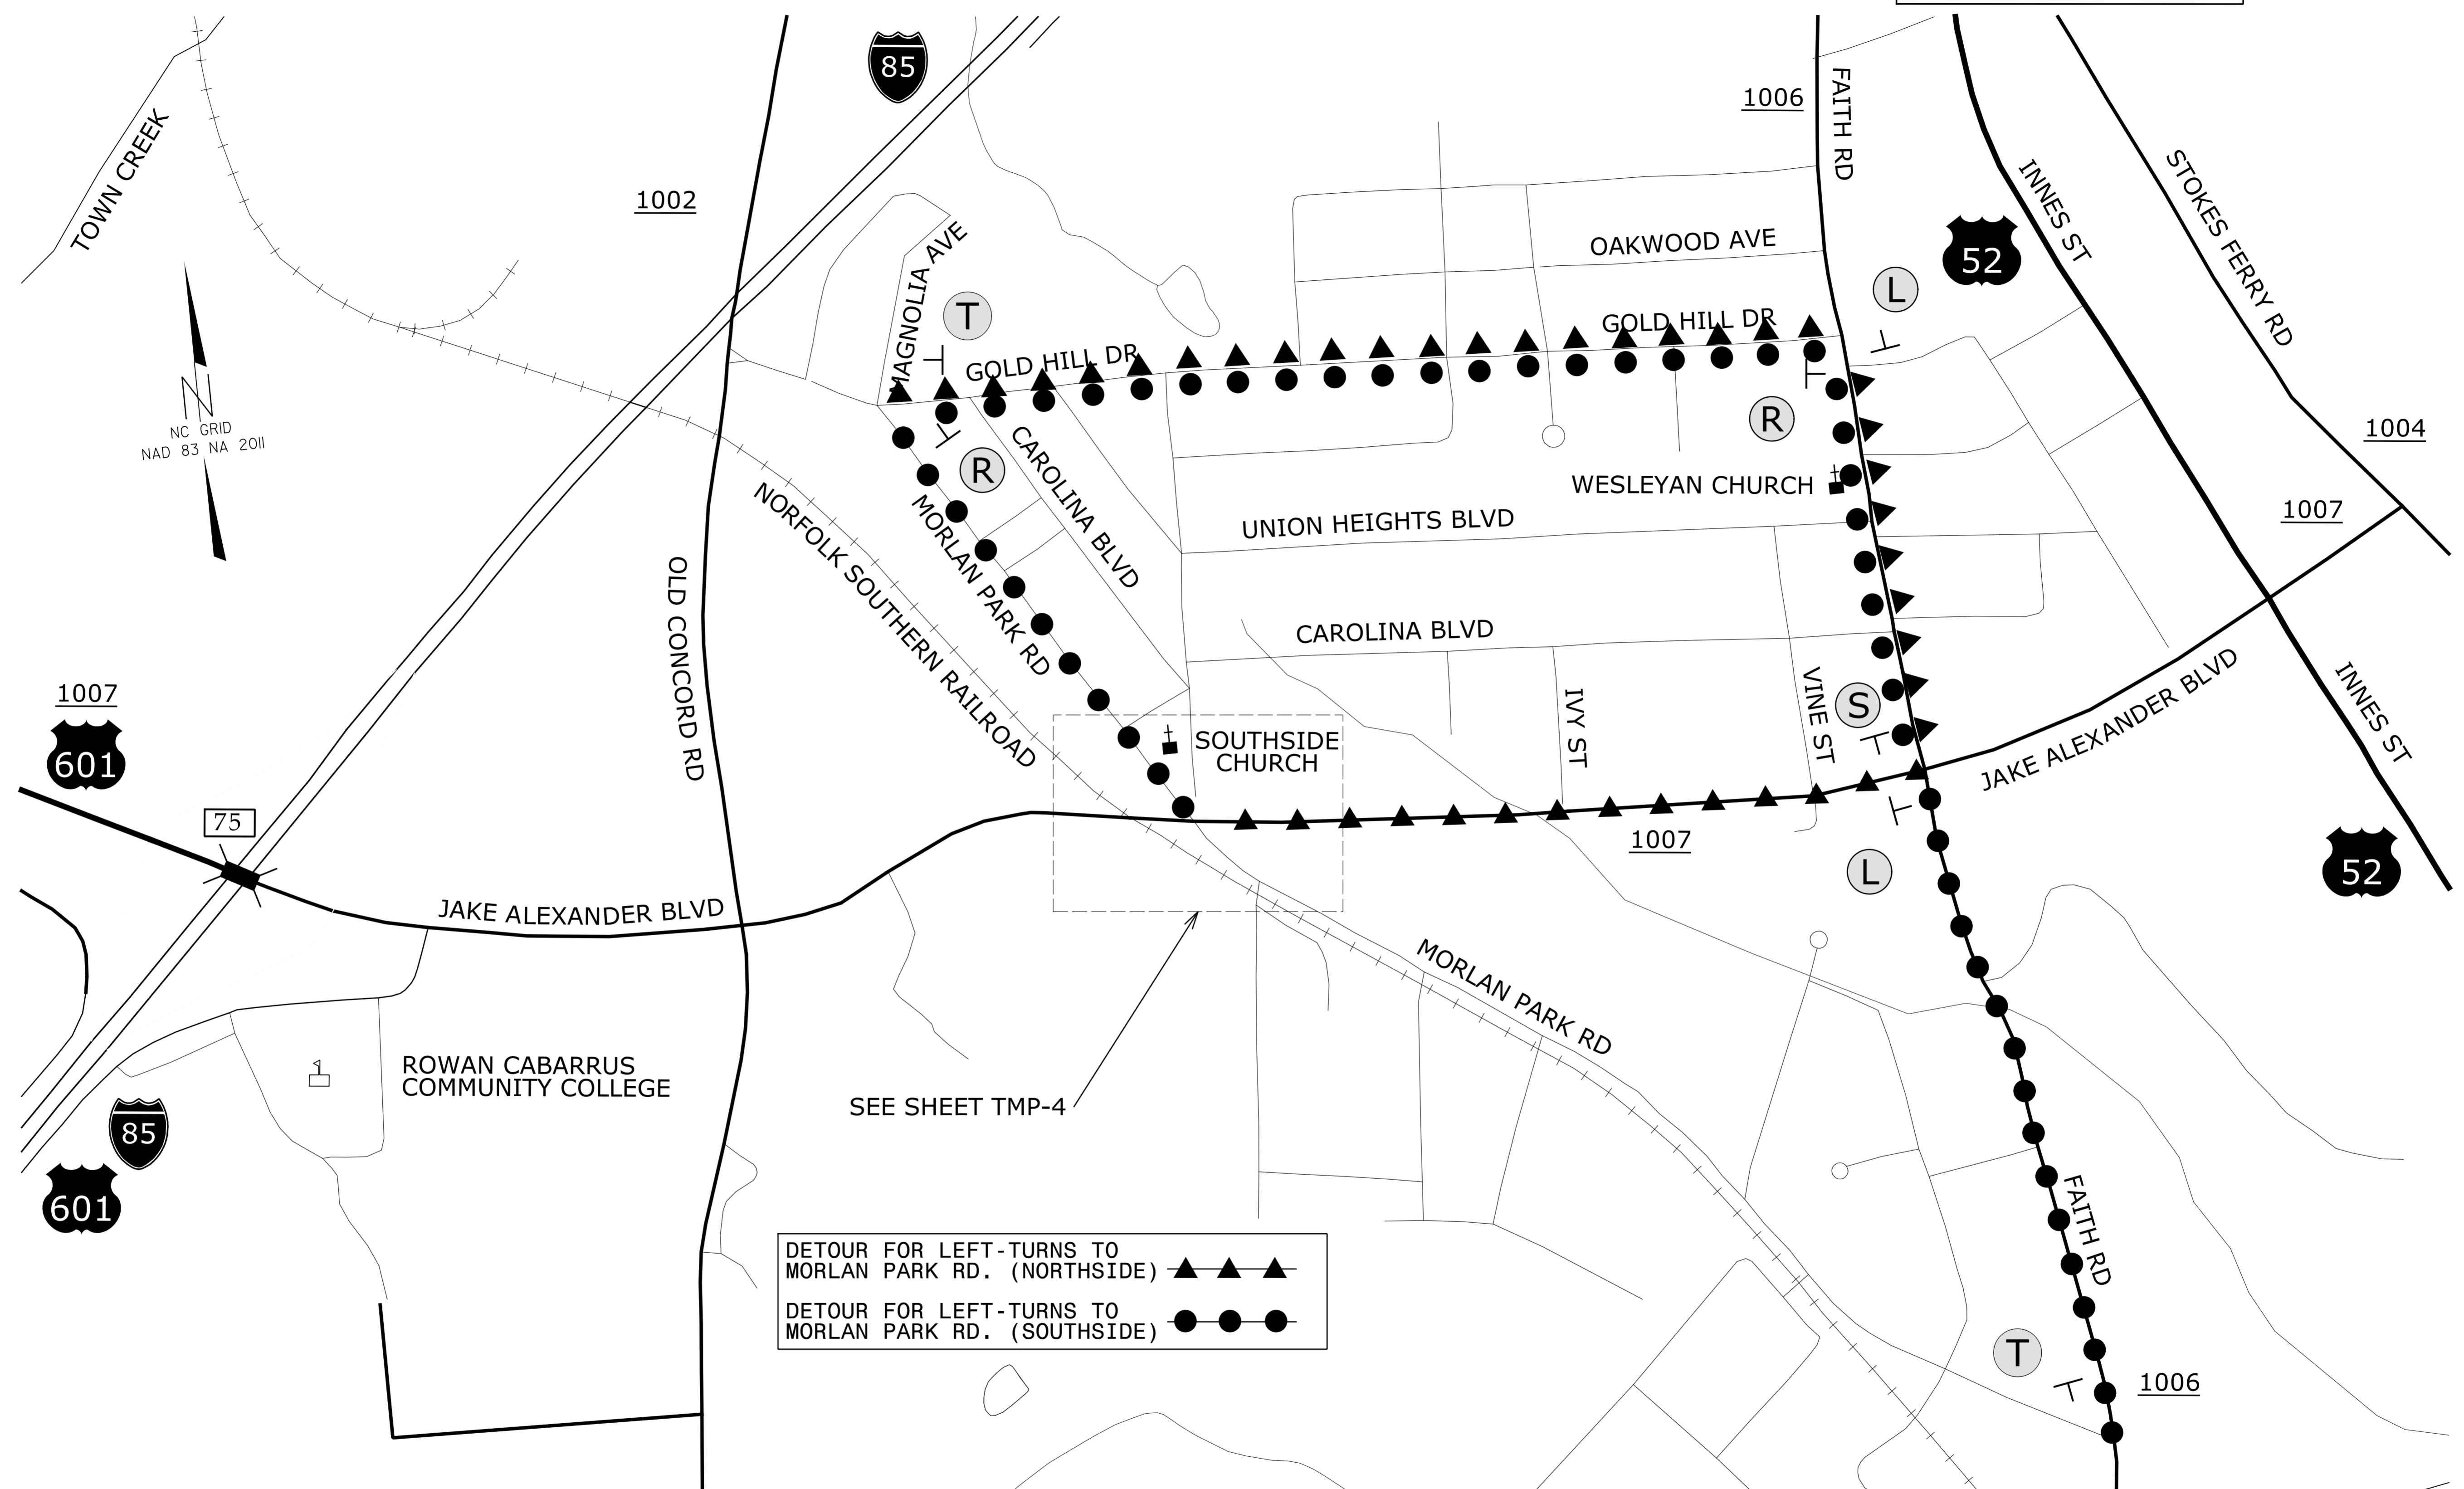 85
1006
FAITH RD
TOWN CREEK
INNES ST
STOKES FERRY RD
1002
52
MAGNOLIA AVE
OAKWOOD AVE
L
T
GOLD HILL DR
GOLD HILL DR
N
NC GRID
NAD 83 NA 2011
R
R
1004
CAROLINA BLVD
WESLEYAN CHURCH
1007
NORFOLK SOUTHERN RAILROAD
MORLAN PARK RD
UNION HEIGHTS BLVD
OLD CONCORD RD
CAROLINA BLVD
1007
601
IVY ST
VINE ST
S
JAKE ALEXANDER BLVD
INNES ST
SOUTHSIDE
CHURCH
75
1007
L
52
JAKE ALEXANDER BLVD
MORLAN PARK RD
ROWAN CABARRUS
COMMUNITY COLLEGE
SEE SHEET TMP-4
85
601
FAITH RD
DETOUR FOR LEFT-TURNS TO
MORLAN PARK RD. (NORTHSIDE)
DETOUR FOR LEFT-TURNS TO
MORLAN PARK RD. (SOUTHSIDE)
T
1006